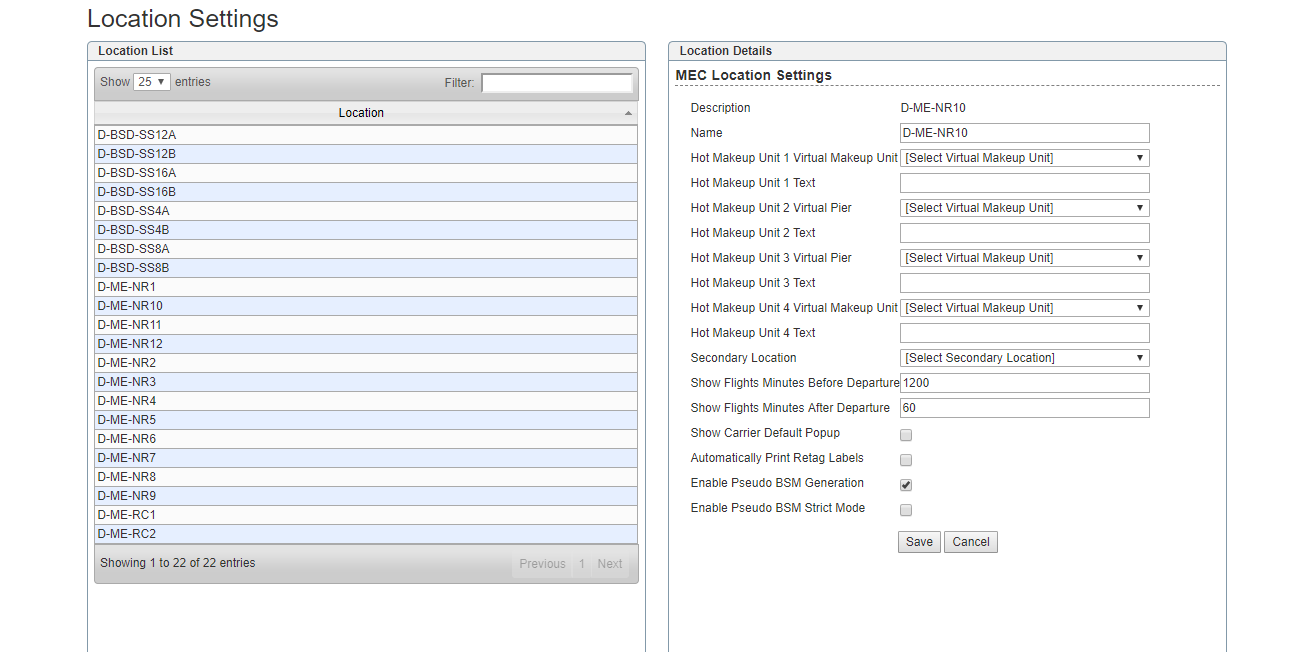 Location Settings
Location List
Show 25 entries
Filter:
Location
D-BSD-SS12A
D-BSD-SS12B
D-BSD-SS16A
D-BSD-SS16B
D-BSD-SS4A
D-BSD-SS4B
D-BSD-SS8A
D-BSD-SS8B
D-ME-NR1
D-ME-NR10
D-ME-NR11
D-ME-NR12
D-ME-NR2
D-ME-NR3
D-ME-NR4
D-ME-NR5
D-ME-NR6
D-ME-NR7
D-ME-NR8
D-ME-NR9
D-ME-RC1
D-ME-RC2
Showing 1 to 22 of 22 entries
Previous 1 Next
Location Details
MEC Location Settings
Description D-ME-NR10
Name D-ME-NR10
Hot Makeup Unit 1 Virtual Makeup Unit [Select Virtual Makeup Unit]
Hot Makeup Unit 1 Text
Hot Makeup Unit 2 Virtual Pier [Select Virtual Makeup Unit]
Hot Makeup Unit 2 Text
Hot Makeup Unit 3 Virtual Pier [Select Virtual Makeup Unit]
Hot Makeup Unit 3 Text
Hot Makeup Unit 4 Virtual Makeup Unit [Select Virtual Makeup Unit]
Hot Makeup Unit 4 Text
Secondary Location [Select Secondary Location]
Show Flights Minutes Before Departure 1200
Show Flights Minutes After Departure 60
Show Carrier Default Popup
Automatically Print Retag Labels
Enable Pseudo BSM Generation
Enable Pseudo BSM Strict Mode
Save Cancel